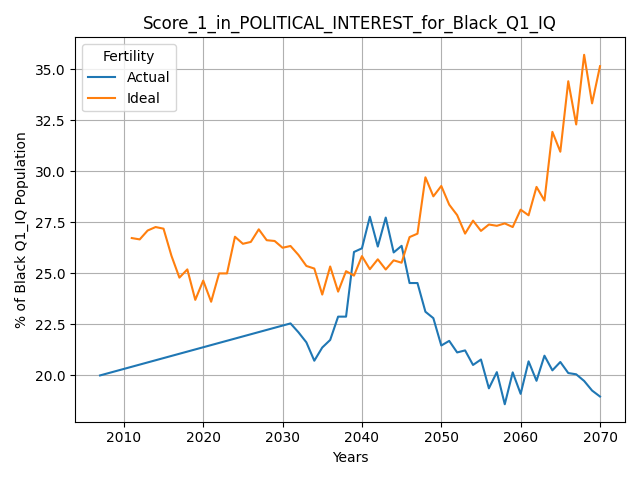 Score_1_in_POLITICAL_INTEREST_for_Black_Q1_IQ
Fertility
Actual
Ideal
% of Black Q1_IQ Population
35.0
32.5
30.0
27.5
25.0
22.5
20.0
2010 2020 2030 2040 2050 2060 2070
Years